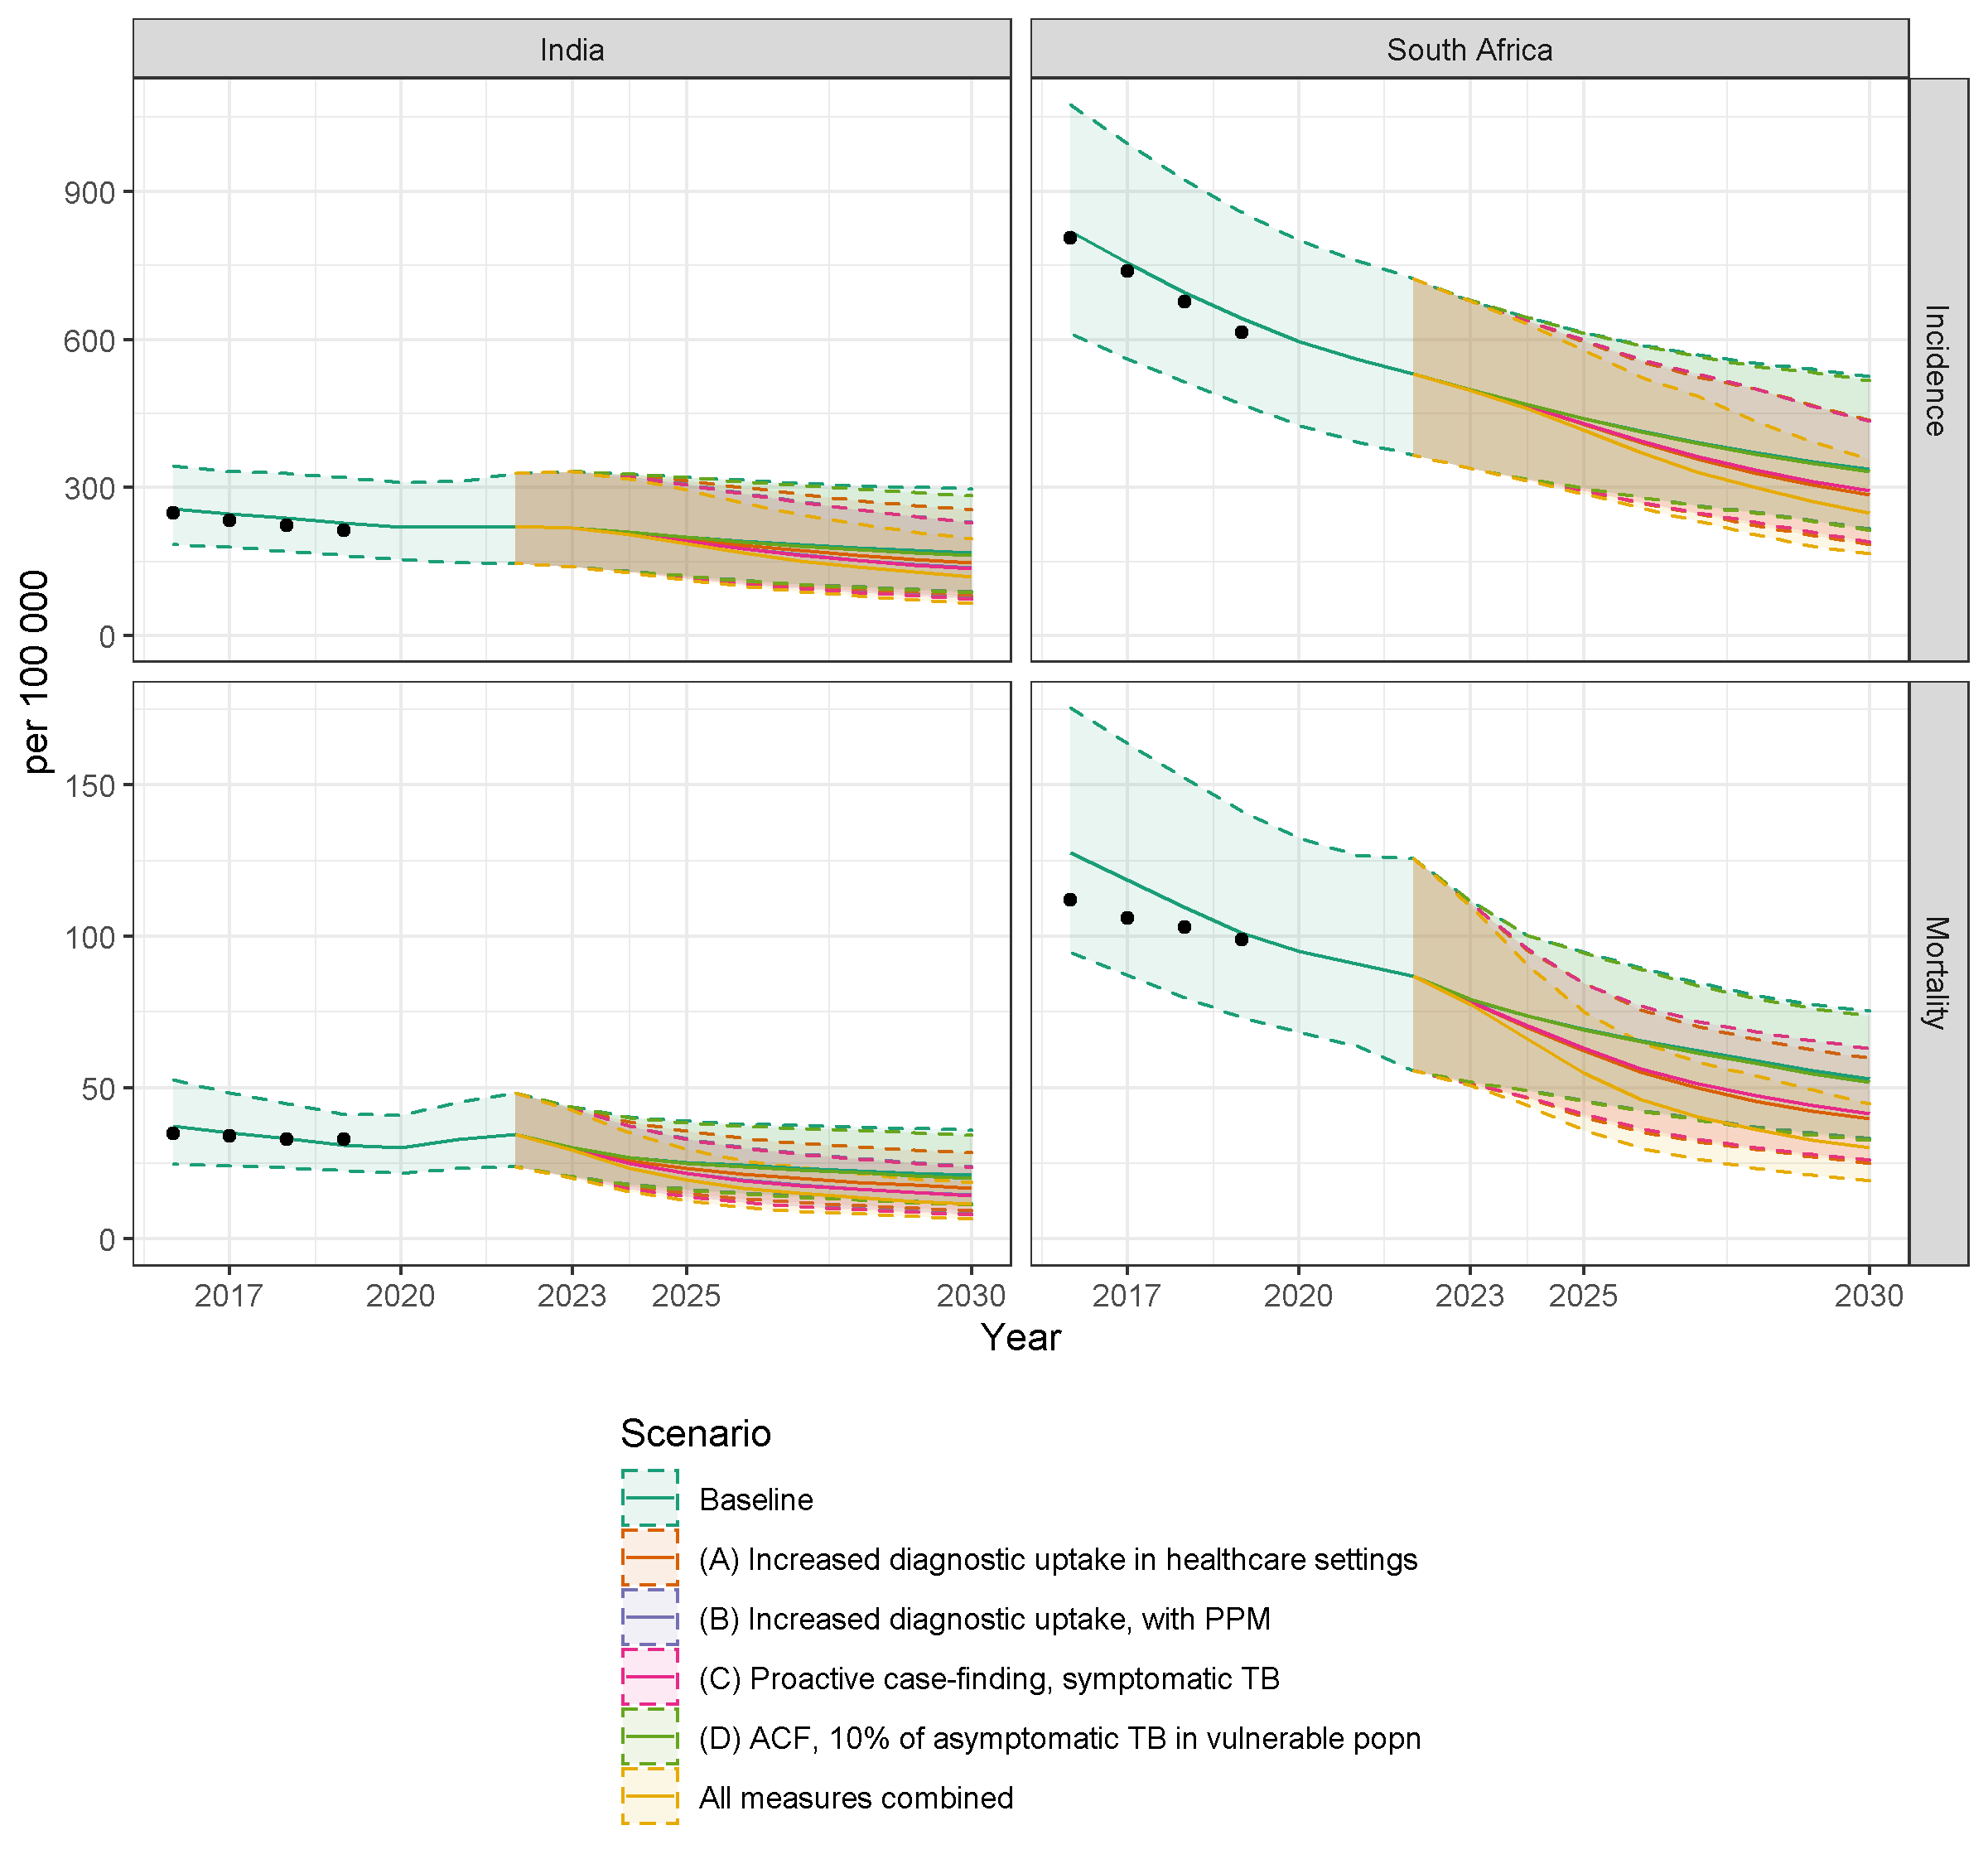 India
South Africa
900
600
300
0
Incidence
per 100 000
150
100
50
0
Mortality
2017 2020 2023 2025 2030
2017 2020 2023 2025 2030
Year
Scenario
Baseline
(A) Increased diagnostic uptake in healthcare settings
(B) Increased diagnostic uptake, with PPM
(C) Proactive case-finding, symptomatic TB
(D) ACF, 10% of asymptomatic TB in vulnerable popn
All measures combined